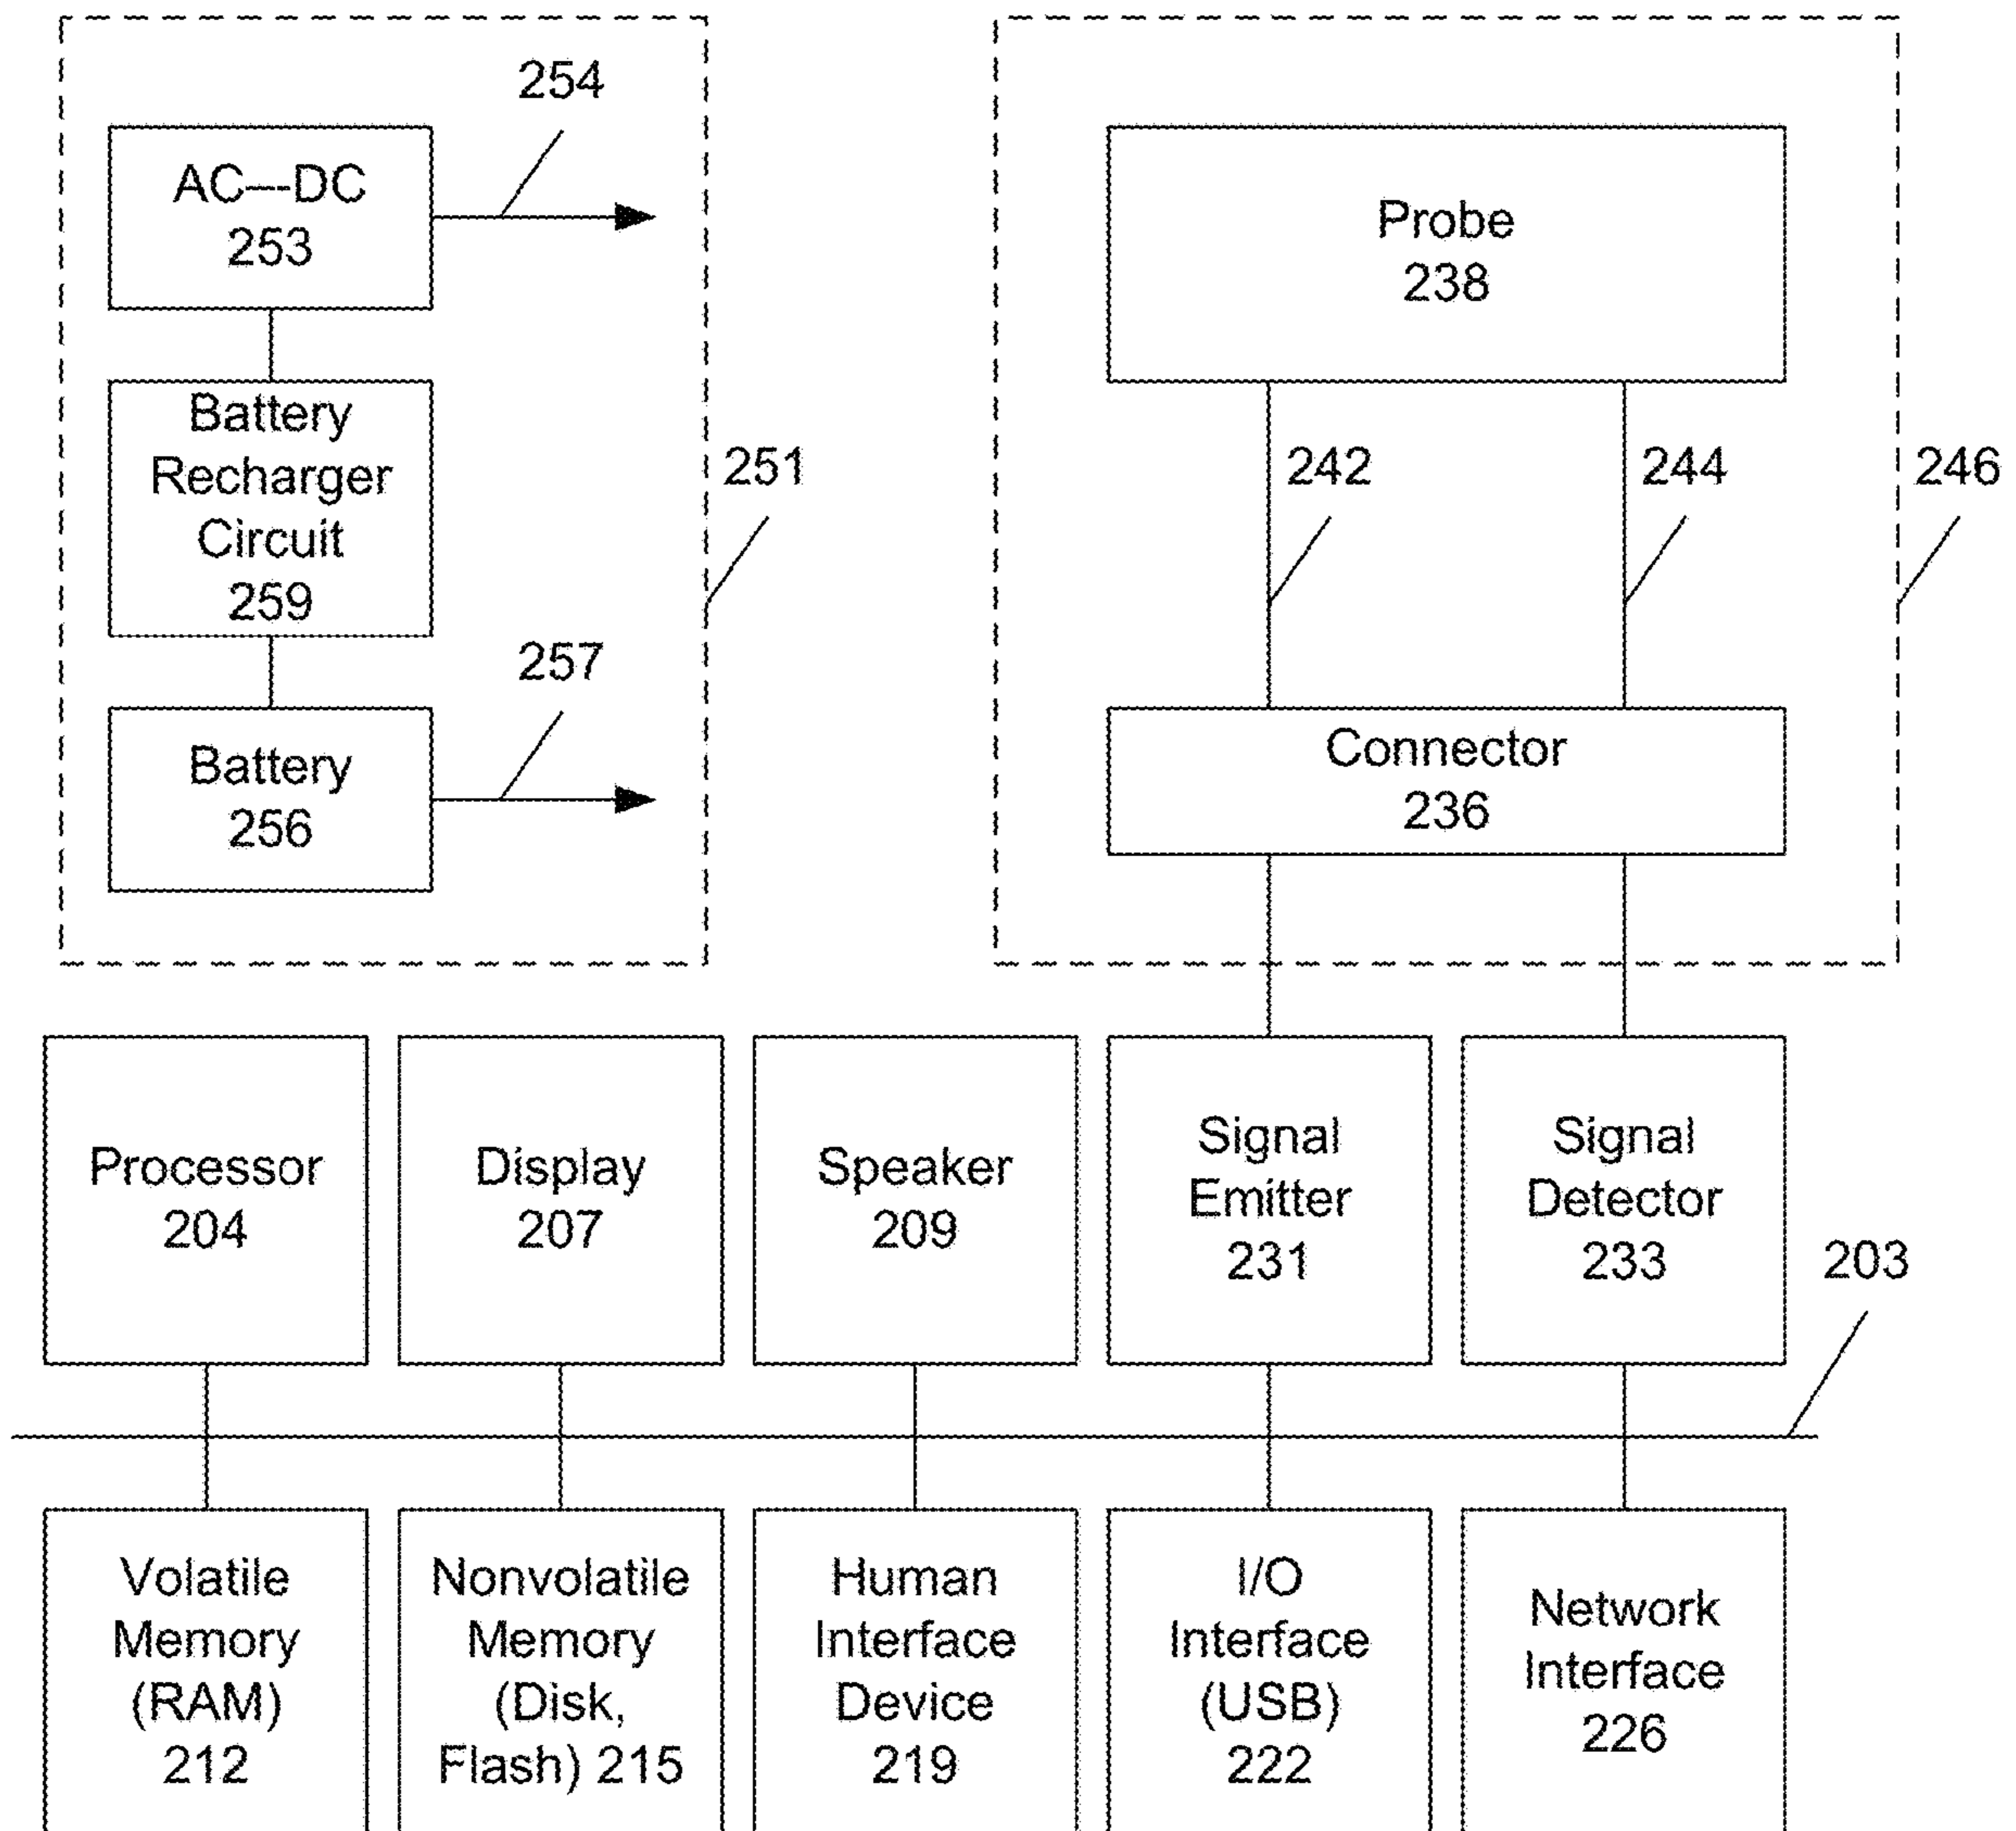 254
AC---DC
253
Battery
Recharger
Circuit
259
257
Battery
256
251
Probe
238
242
244
246
Connector
236
Processor
204
Display
207
Speaker
209
Signal
Emitter
231
Signal
Detector
233
203
Volatile
Memory
(RAM)
212
Nonvolatile
Memory
(Disk,
Flash) 215
Human
Interface
Device
219
I/O
Interface
(USB)
222
Network
Interface
226